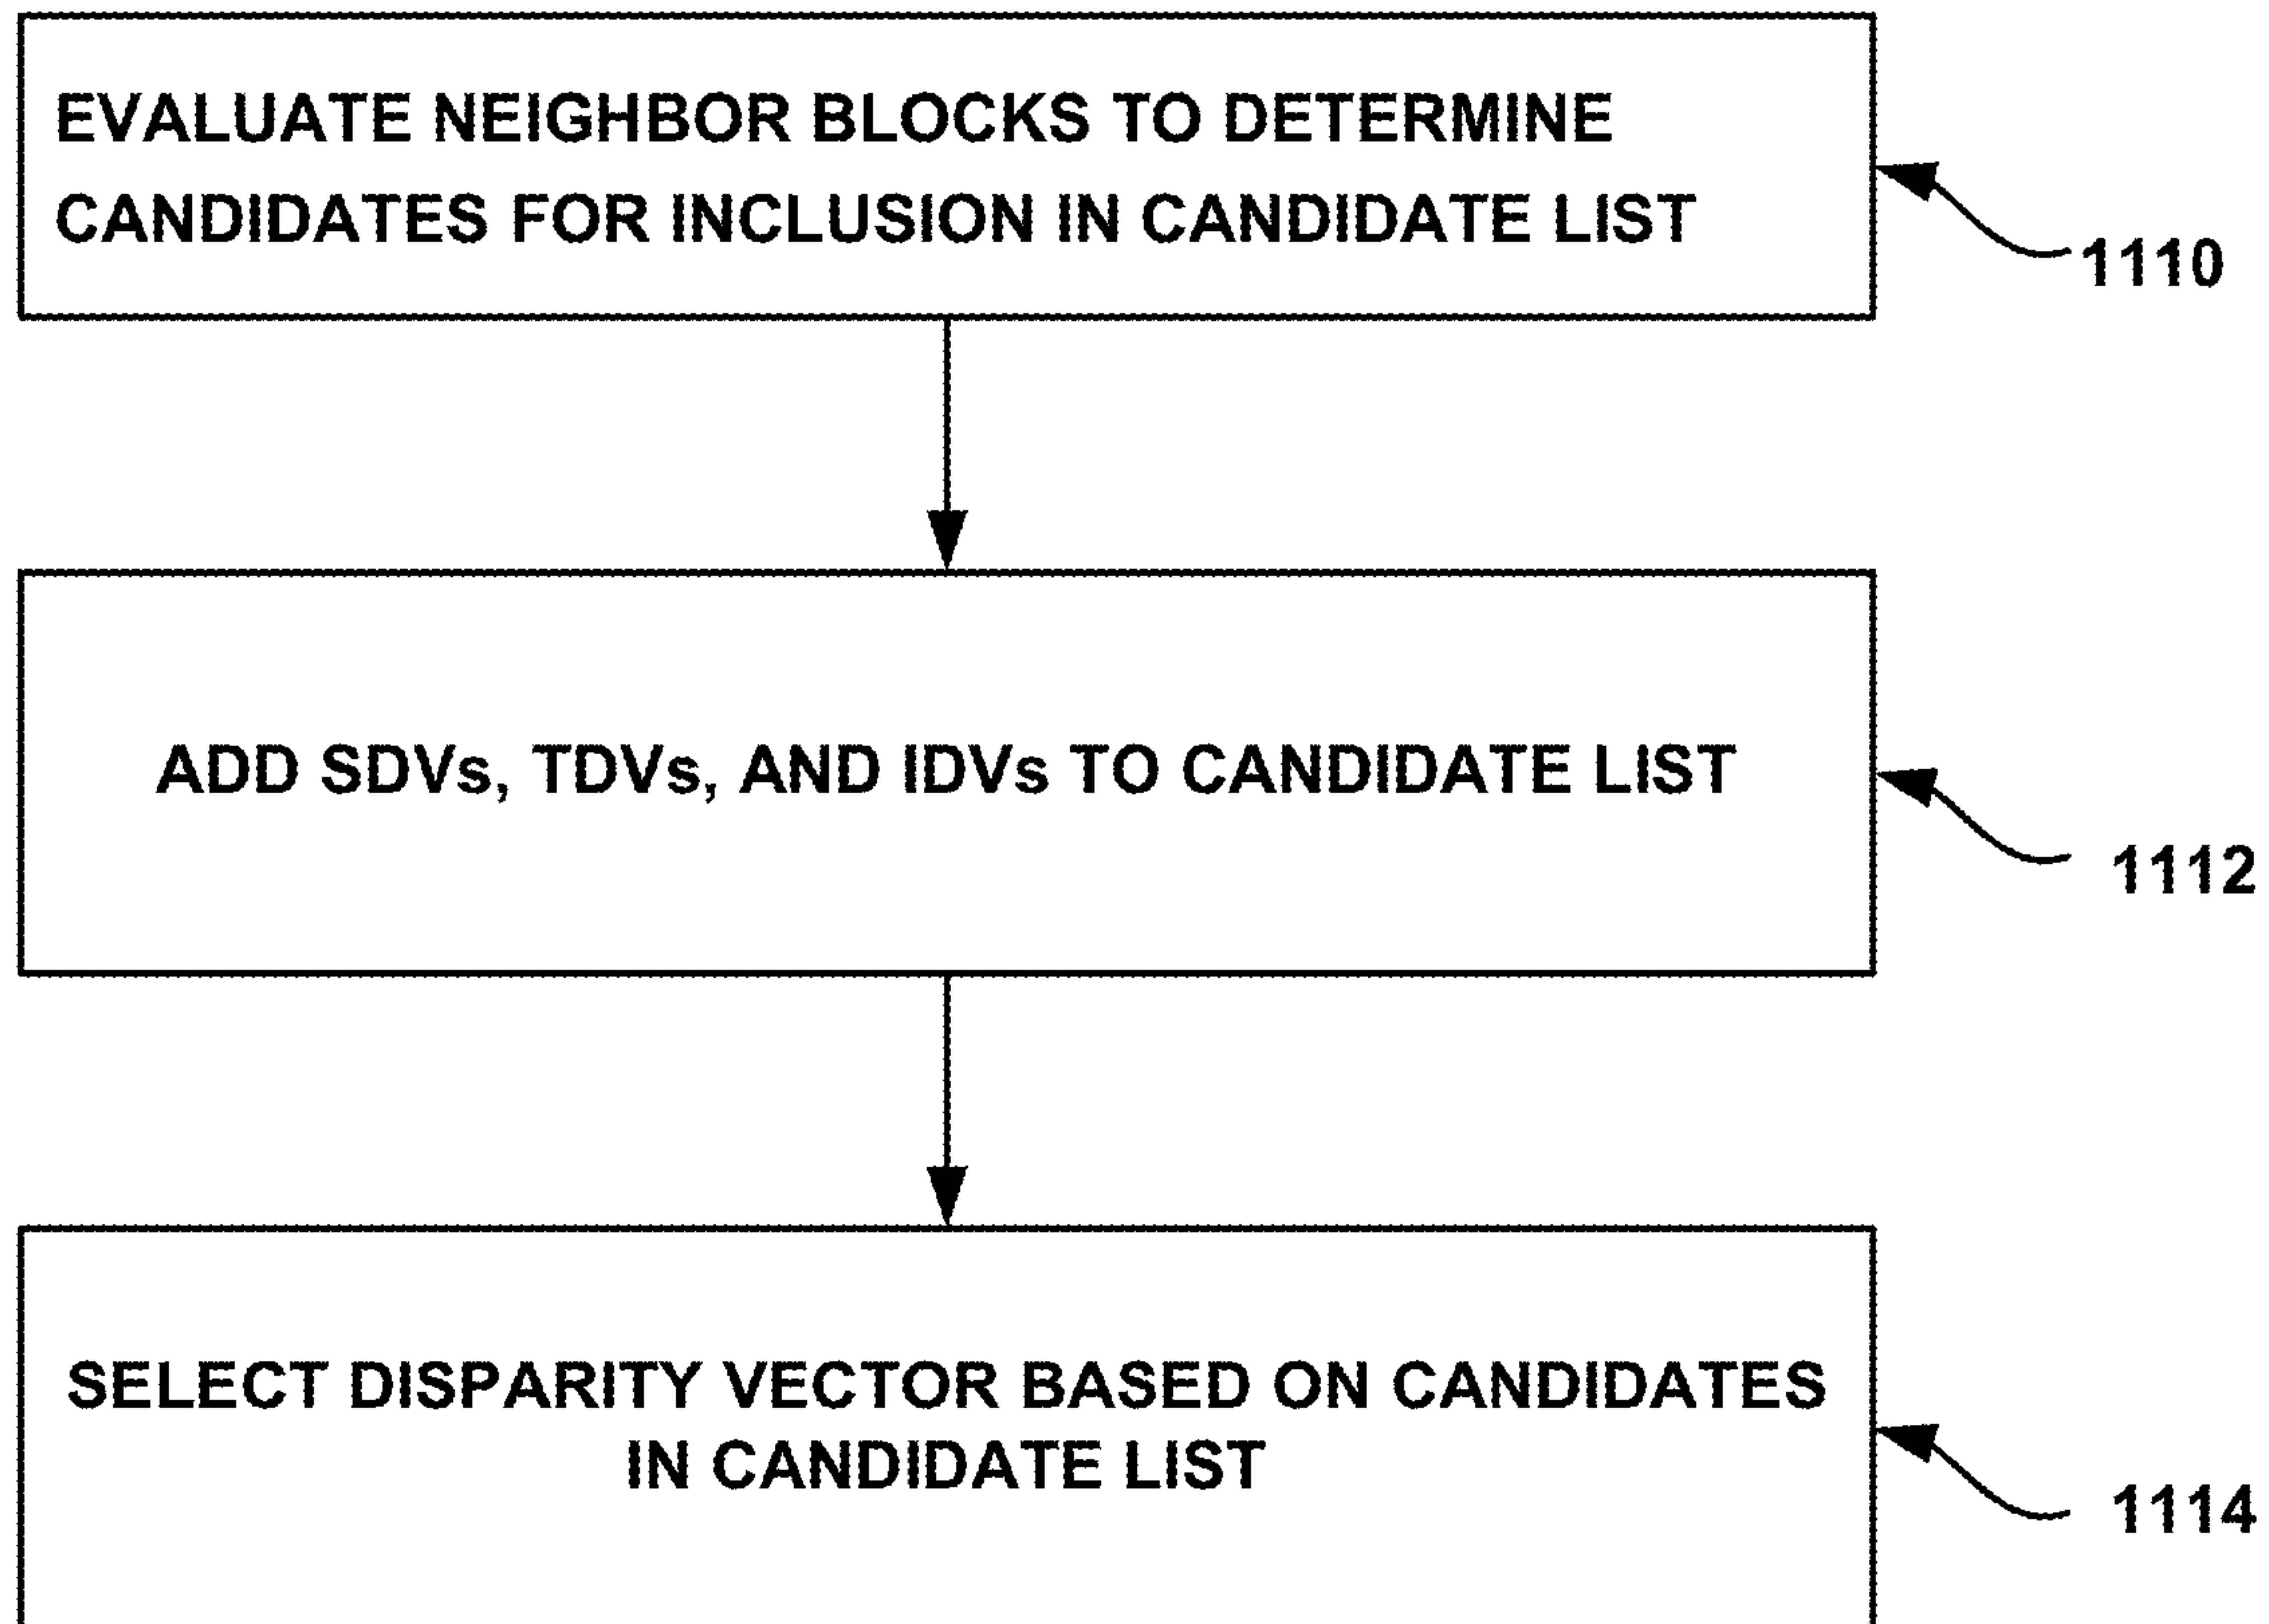 EVALUATE NEIGHBOR BLOCKS TO DETERMINE
CANDIDATES FOR INCLUSION IN CANDIDATE LIST
1110
ADD SDVs, TDVs, AND IDVs TO CANDIDATE LIST
1112
SELECT DISPARITY VECTOR BASED ON CANDIDATES
IN CANDIDATE LIST
1114